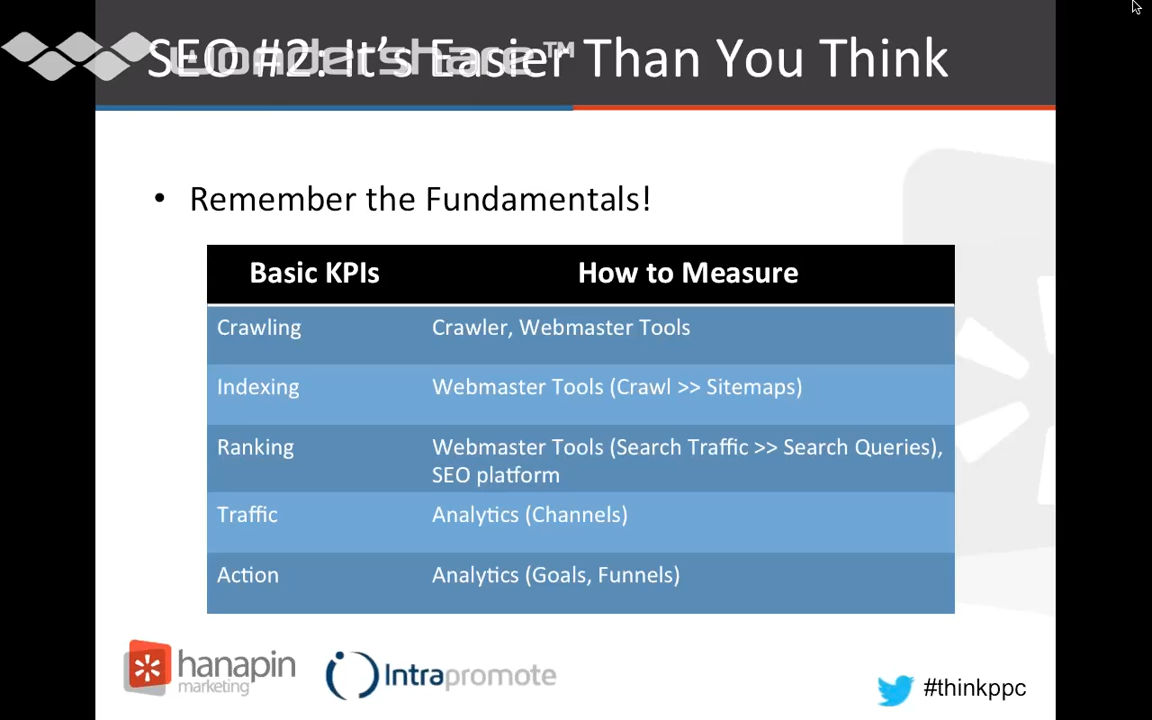 SEO #2: It's Easier Than You Think
wondershare™
• Remember the Fundamentals!
Basic KPIs How to Measure
Crawling Crawler, Webmaster Tools
Indexing Webmaster Tools (Crawl >> Sitemaps)
Ranking Webmaster Tools (Search Traffic >> Search Queries),
SEO platform
Traffic Analytics (Channels)
Action Analytics (Goals, Funnels)
hanapin
marketing
Intrapromote
#thinkppc